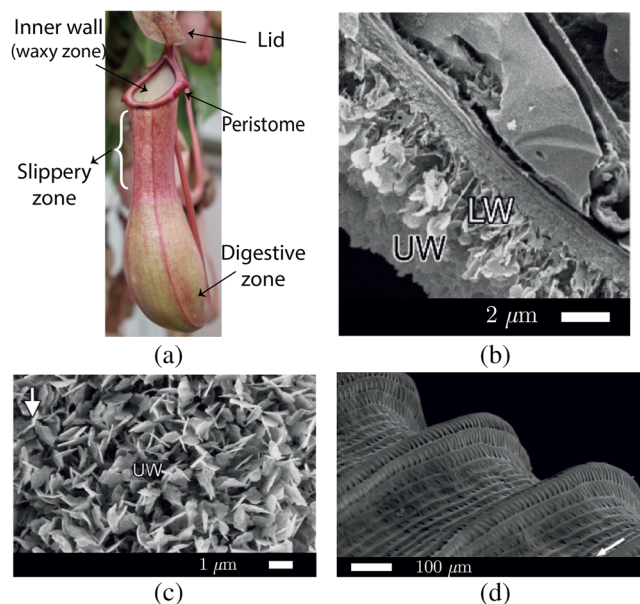 Inner wall
(waxy zone)
Lid
Peristome
Slippery
zone
Digestive
zone
(a)
LW
UW
2 μm
(b)
UW
1 μm
(c)
100 μm
(d)